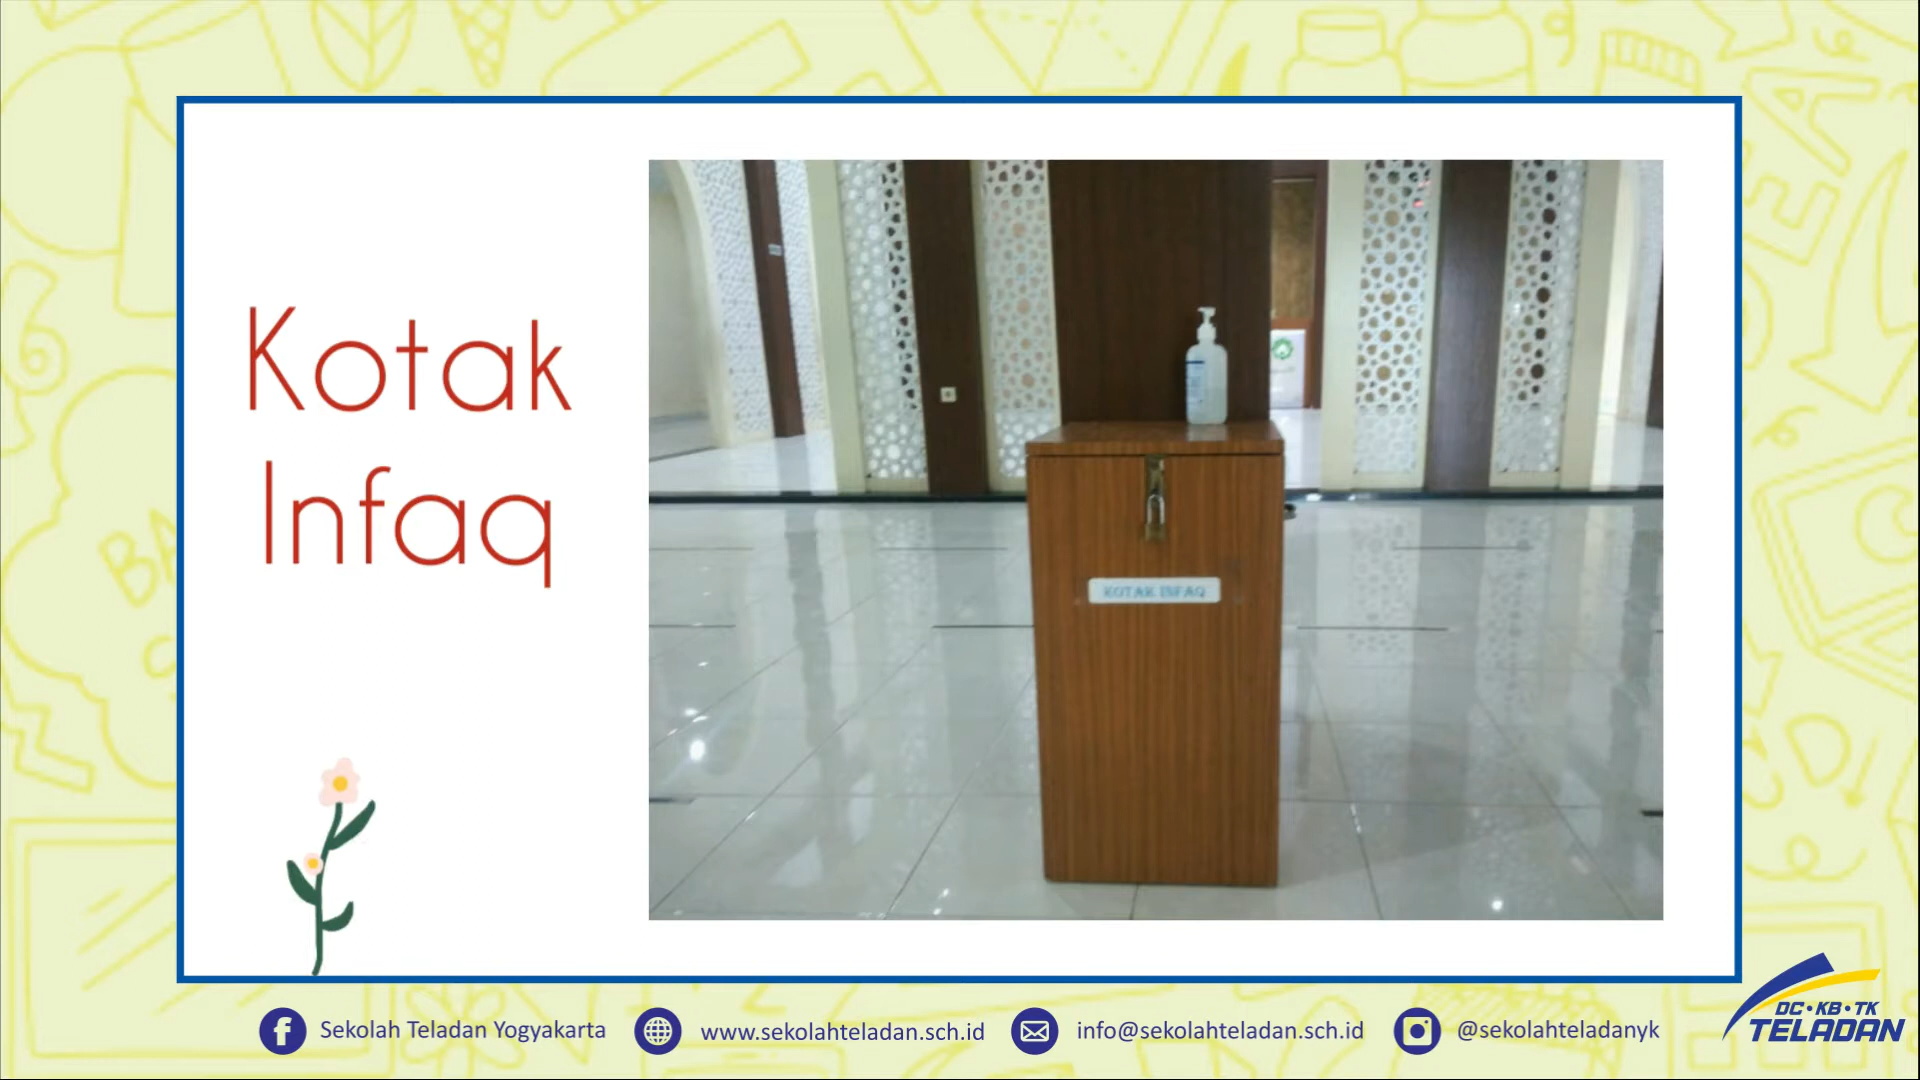 Kotak
Infaq
KOTAK INFAQ
Sekolah Teladan Yogyakarta
www.sekolahteladan.sch.id
info@sekolahteladan.sch.id
@sekolahteladanyk
DC•KB•TK
TELADAN